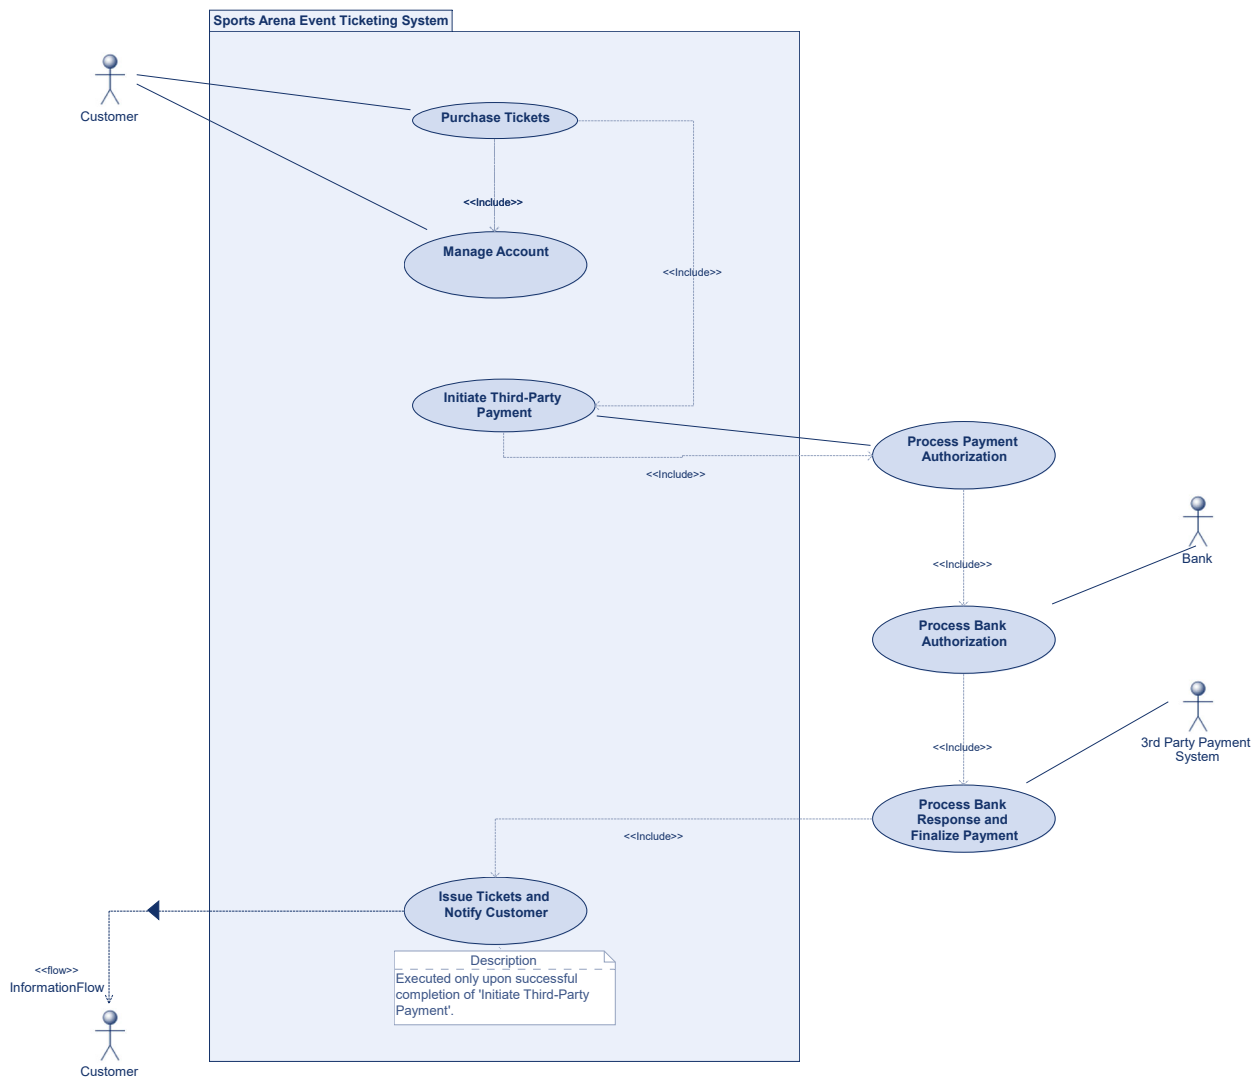 Sports Arena Event Ticketing System
Customer
Purchase Tickets
<<Include>>
Manage Account
<<Include>>
Initiate Third-Party
Payment
<<Include>>
Process Payment
Authorization
Bank
<<Include>>
Process Bank
Authorization
3rd Party Payment
System
<<Include>>
Process Bank
Response and
Finalize Payment
<<Include>>
Issue Tickets and
Notify Customer
Description
Executed only upon successful
completion of 'Initiate Third-Party
Payment'.
<<flow>>
InformationFlow
Customer